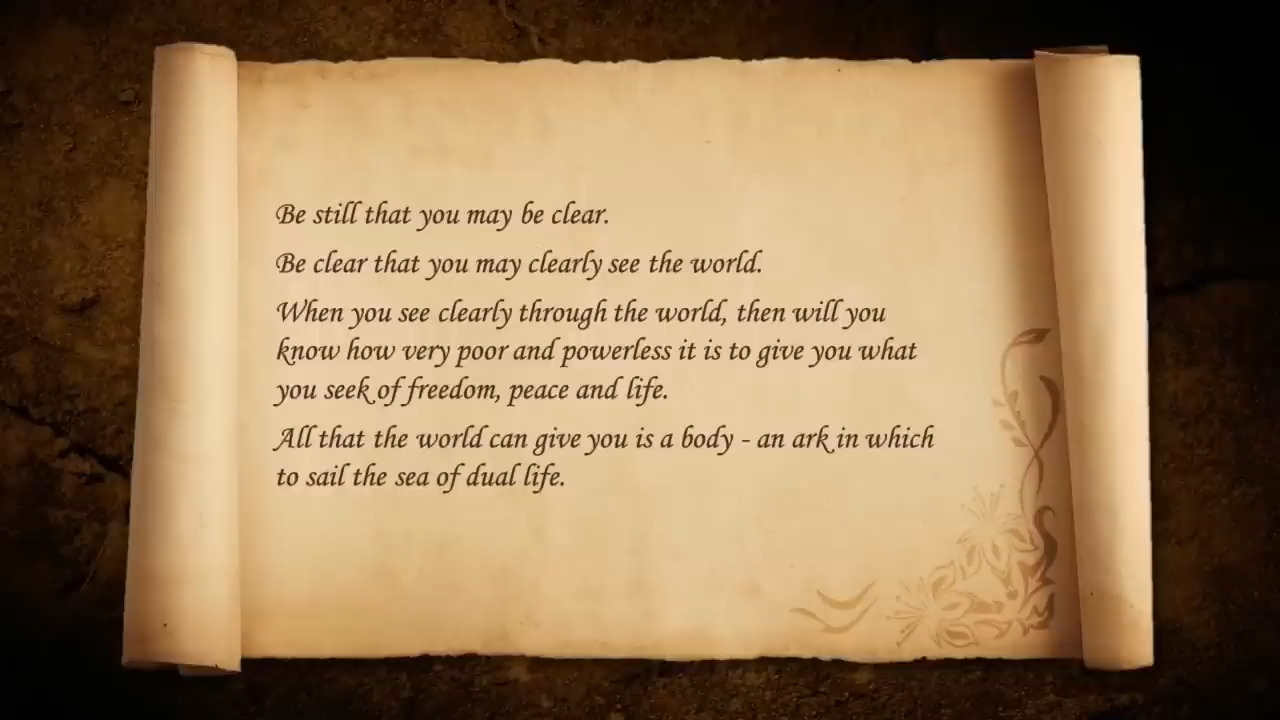 Be still that you may be clear.
Be clear that you may clearly see the world.
When you see clearly through the world, then will you
know how very poor and powerless it is to give you what
you seek of freedom, peace and life.
All that the world can give you is a body - an ark in which
to sail the sea of dual life.